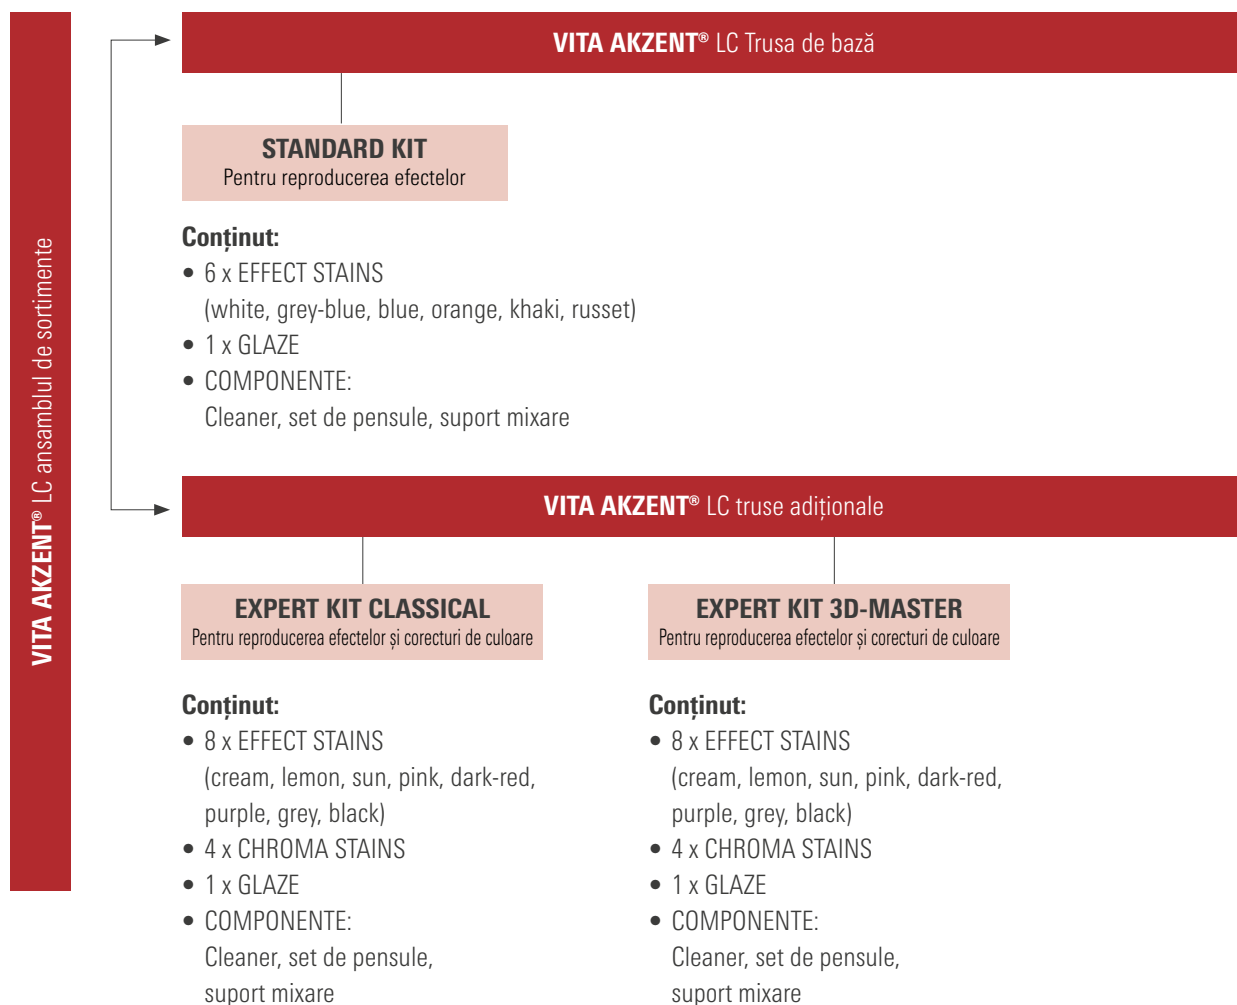 VITA AKZENT® LC ansamblul de sortimente
VITA AKZENT® LC Trusa de bază
STANDARD KIT
Pentru reproducerea efectelor
Conținut:
• 6 x EFFECT STAINS
(white, grey-blue, blue, orange, khaki, russet)
• 1 x GLAZE
• COMPONENTE:
Cleaner, set de pensule, suport mixare
VITA AKZENT® LC truse adiționale
EXPERT KIT CLASSICAL
Pentru reproducerea efectelor și corecturi de culoare
Conținut:
• 8 x EFFECT STAINS
(cream, lemon, sun, pink, dark-red,
purple, grey, black)
• 4 x CHROMA STAINS
• 1 x GLAZE
• COMPONENTE:
Cleaner, set de pensule,
suport mixare
EXPERT KIT 3D-MASTER
Pentru reproducerea efectelor și corecturi de culoare
Conținut:
• 8 x EFFECT STAINS
(cream, lemon, sun, pink, dark-red,
purple, grey, black)
• 4 x CHROMA STAINS
• 1 x GLAZE
• COMPONENTE:
Cleaner, set de pensule,
suport mixare